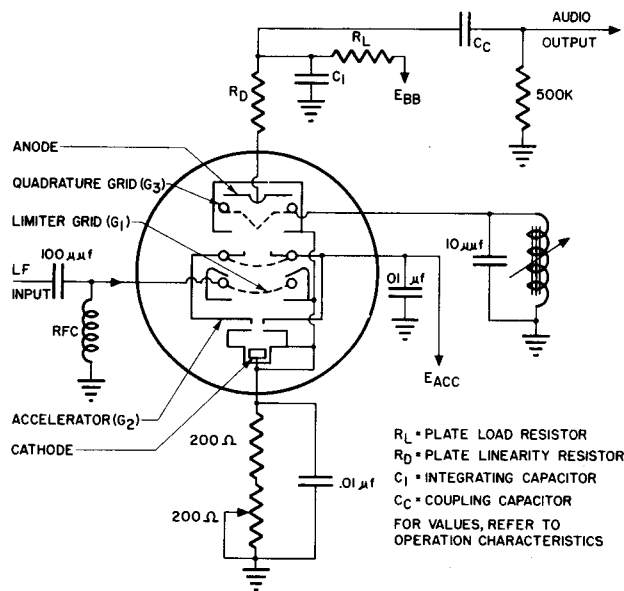 AUDIO
OUTPUT
R_L
C_C
C_I
R_D
E_BB
500K
ANODE
QUADRATURE GRID (G3)
LIMITER GRID (G1)
100 μμf
I.F.
INPUT
RFC
10 μμf
.01 μf
E_ACC
ACCELERATOR (G2)
CATHODE
200 Ω
200 Ω
.01 μf
R_L = PLATE LOAD RESISTOR
R_D = PLATE LINEARITY RESISTOR
C_I = INTEGRATING CAPACITOR
C_C = COUPLING CAPACITOR
FOR VALUES, REFER TO
OPERATION CHARACTERISTICS